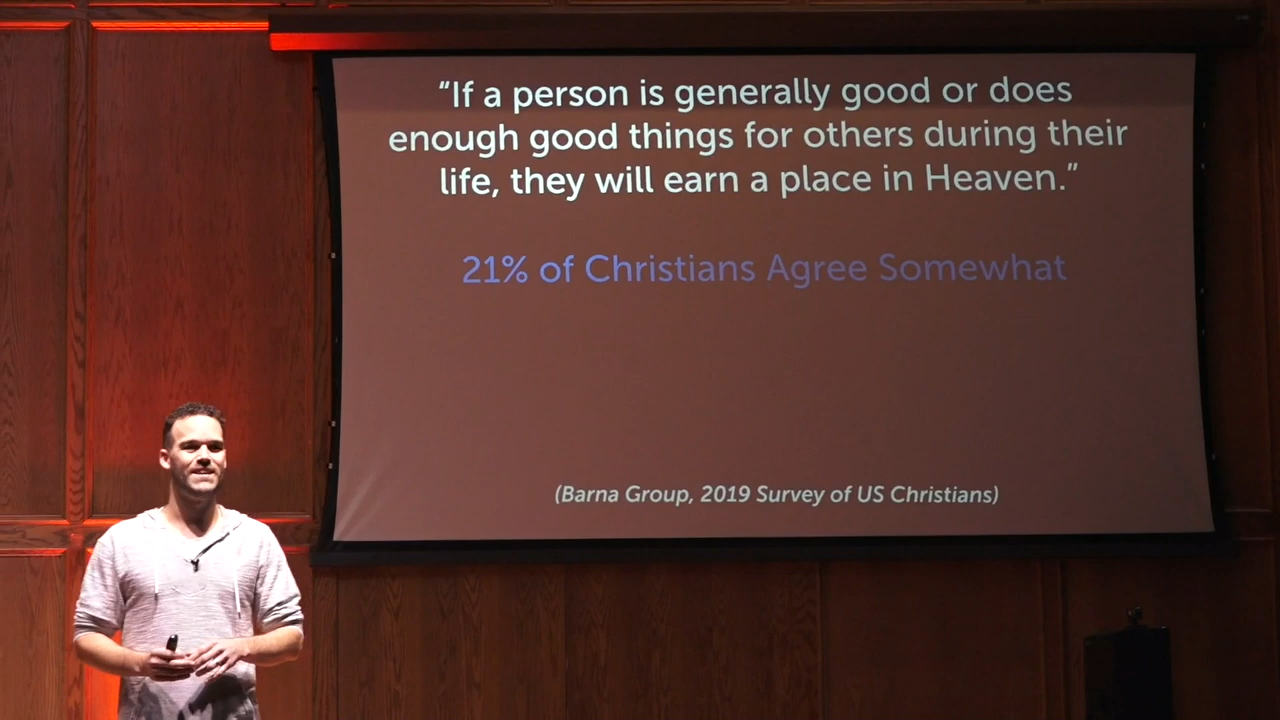 “If a person is generally good or does
enough good things for others during their
life, they will earn a place in Heaven.”
21% of Christians Agree Somewhat
(Barna Group, 2019 Survey of US Christians)